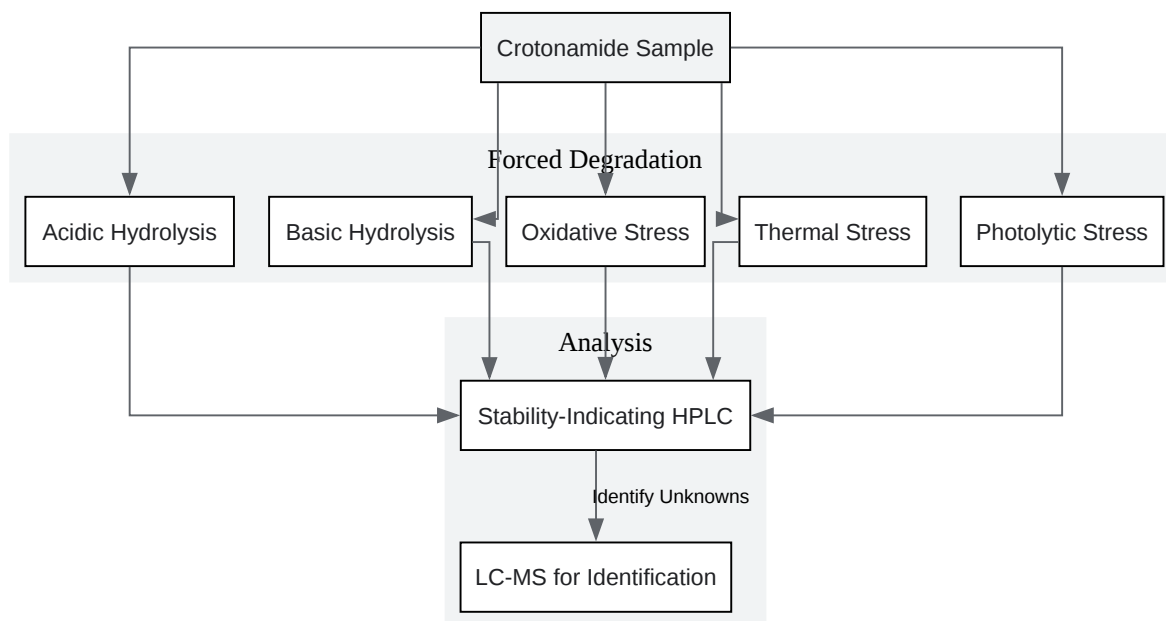 Crotonamide Sample
Forced Degradation
Acidic Hydrolysis
Basic Hydrolysis
Oxidative Stress
Thermal Stress
Photolytic Stress
Analysis
Stability-Indicating HPLC
Identify Unknowns
LC-MS for Identification